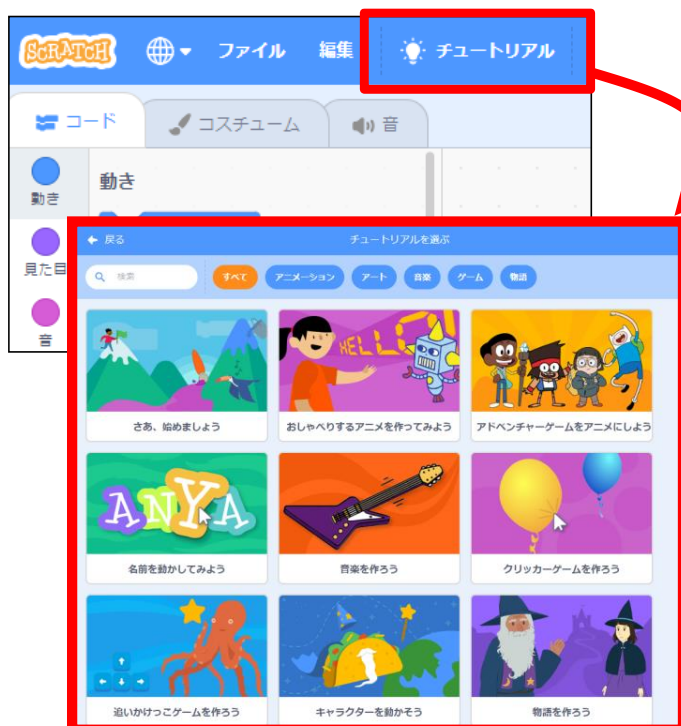 SCRATCH ファイル 編集 チュートリアル
コード コスチューム 音
動き 動き
見た目
音
戻る チュートリアルを選ぶ
検索 すべて アニメーション アート 音楽 ゲーム 物語
HELLO!
さあ、始めましょう おしゃべりするアニメを作ってみよう アドベンチャーゲームをアニメにしよう
ANYA
名前を動かしてみよう 音楽を作ろう クリッカーゲームを作ろう
追いかけっこゲームを作ろう キャラクターを動かそう 物語を作ろう